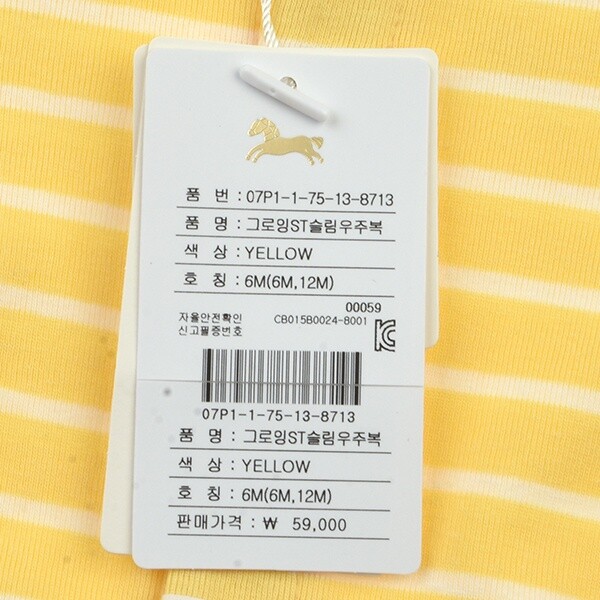 품 번 : 07P1-1-75-13-8713
품 명 : 그로잉ST슬림우주복
색 상 : YELLOW
호 칭 : 6M(6M,12M)
00059
자율안전확인
신고필증번호 CB015B0024-8001
07P1-1-75-13-8713
품 명 : 그로잉ST슬림우주복
색 상 : YELLOW
호 칭 : 6M(6M,12M)
판매가격 : ₩ 59,000